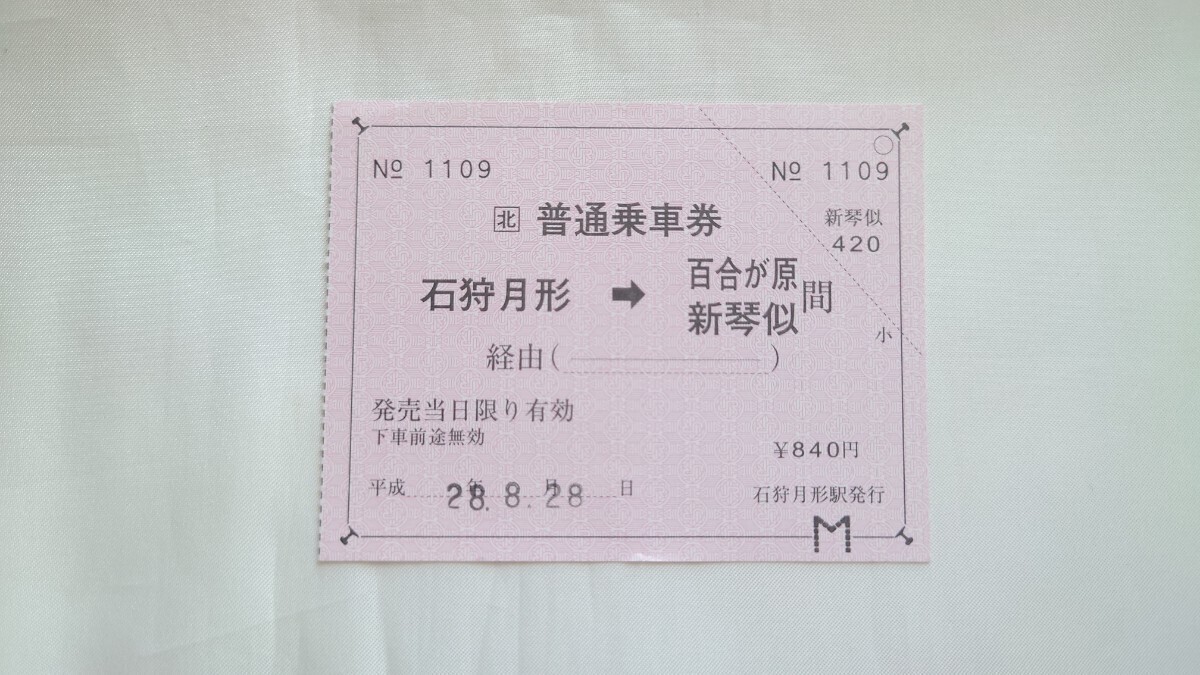 № 1109
№ 1109
北 普通乗車券
新琴似
420
石狩月形 ➡ 百合が原
新琴似 間
小
経由( )
発売当日限り有効
下車前途無効
¥840円
平成 年 月 日
28. 8. 28
石狩月形駅発行
M